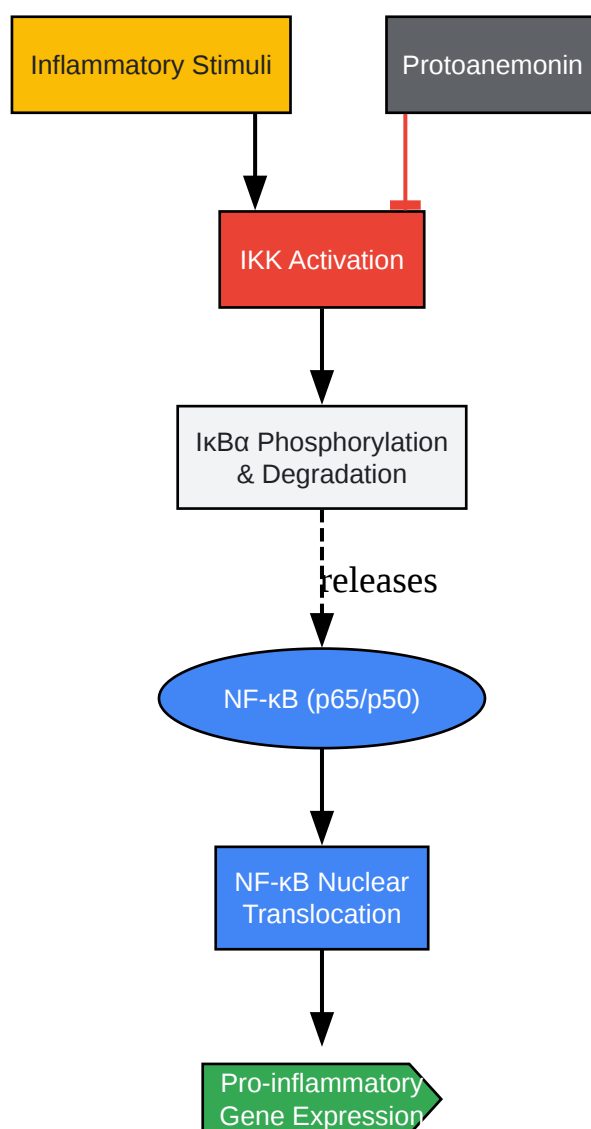 Inflammatory Stimuli
Protoanemonin
IKK Activation
IκBα Phosphorylation
& Degradation
releases
NF-κB (p65/p50)
NF-κB Nuclear
Translocation
Pro-inflammatory
Gene Expression